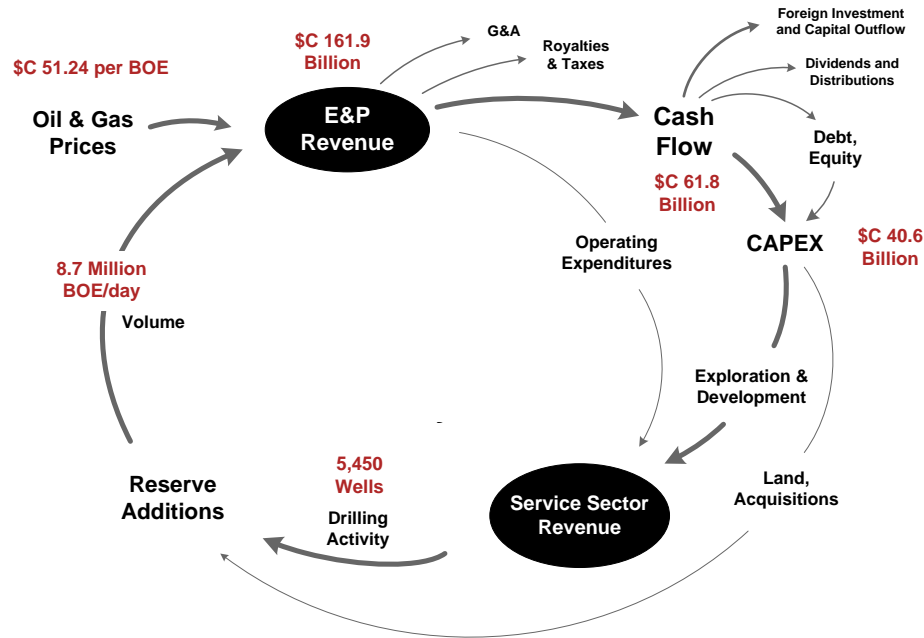 Foreign Investment
and Capital Outflow
G&A
$C 161.9
Billion
Royalties
& Taxes
$C 51.24 per BOE
Dividends and
Distributions
Oil & Gas
Prices
E&P
Revenue
Cash
Flow
Debt,
Equity
$C 61.8
Billion
CAPEX
$C 40.6
Billion
Operating
Expenditures
8.7 Million
BOE/day
Volume
Exploration &
Development
5,450
Wells
Reserve
Additions
Drilling
Activity
Service Sector
Revenue
Land,
Acquisitions